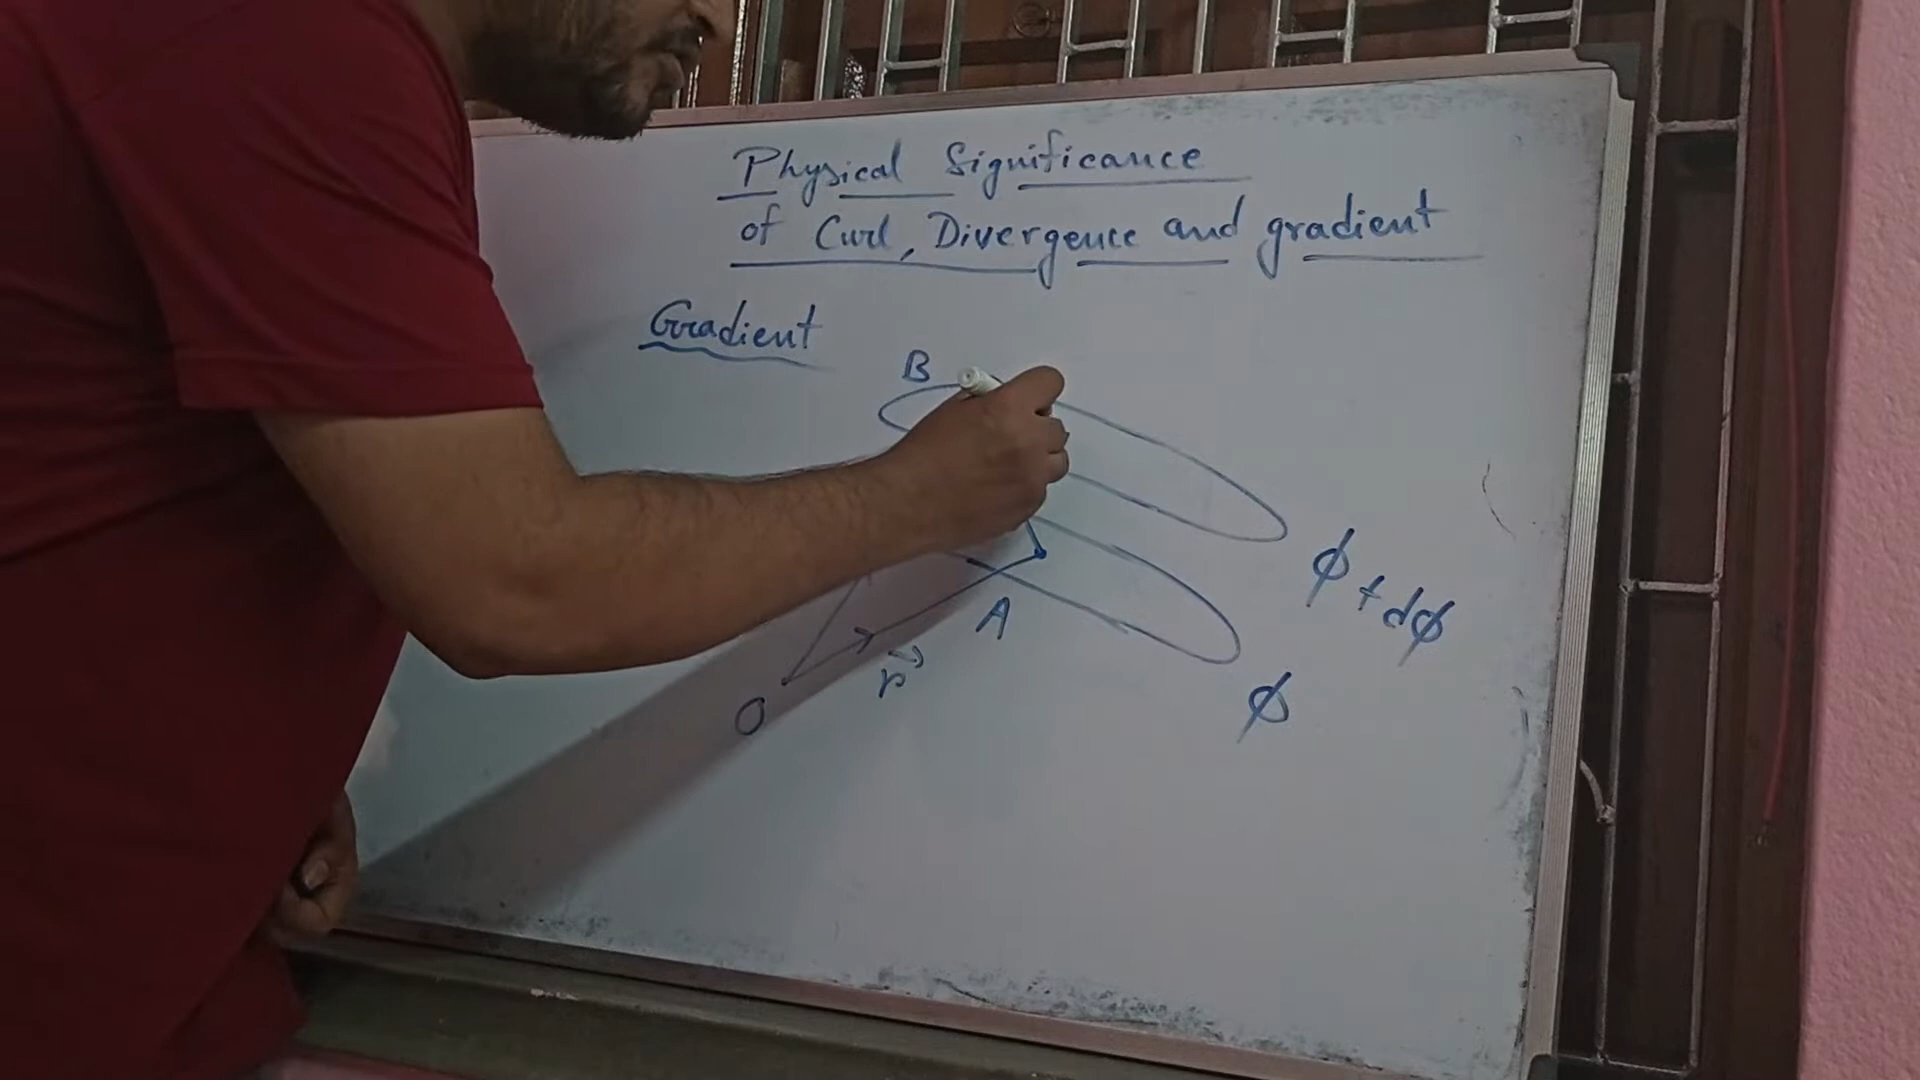 Physical Significance
of Curl, Divergence and gradient
Gradient
B
ϕ + dϕ
A
r⃗
ϕ
O